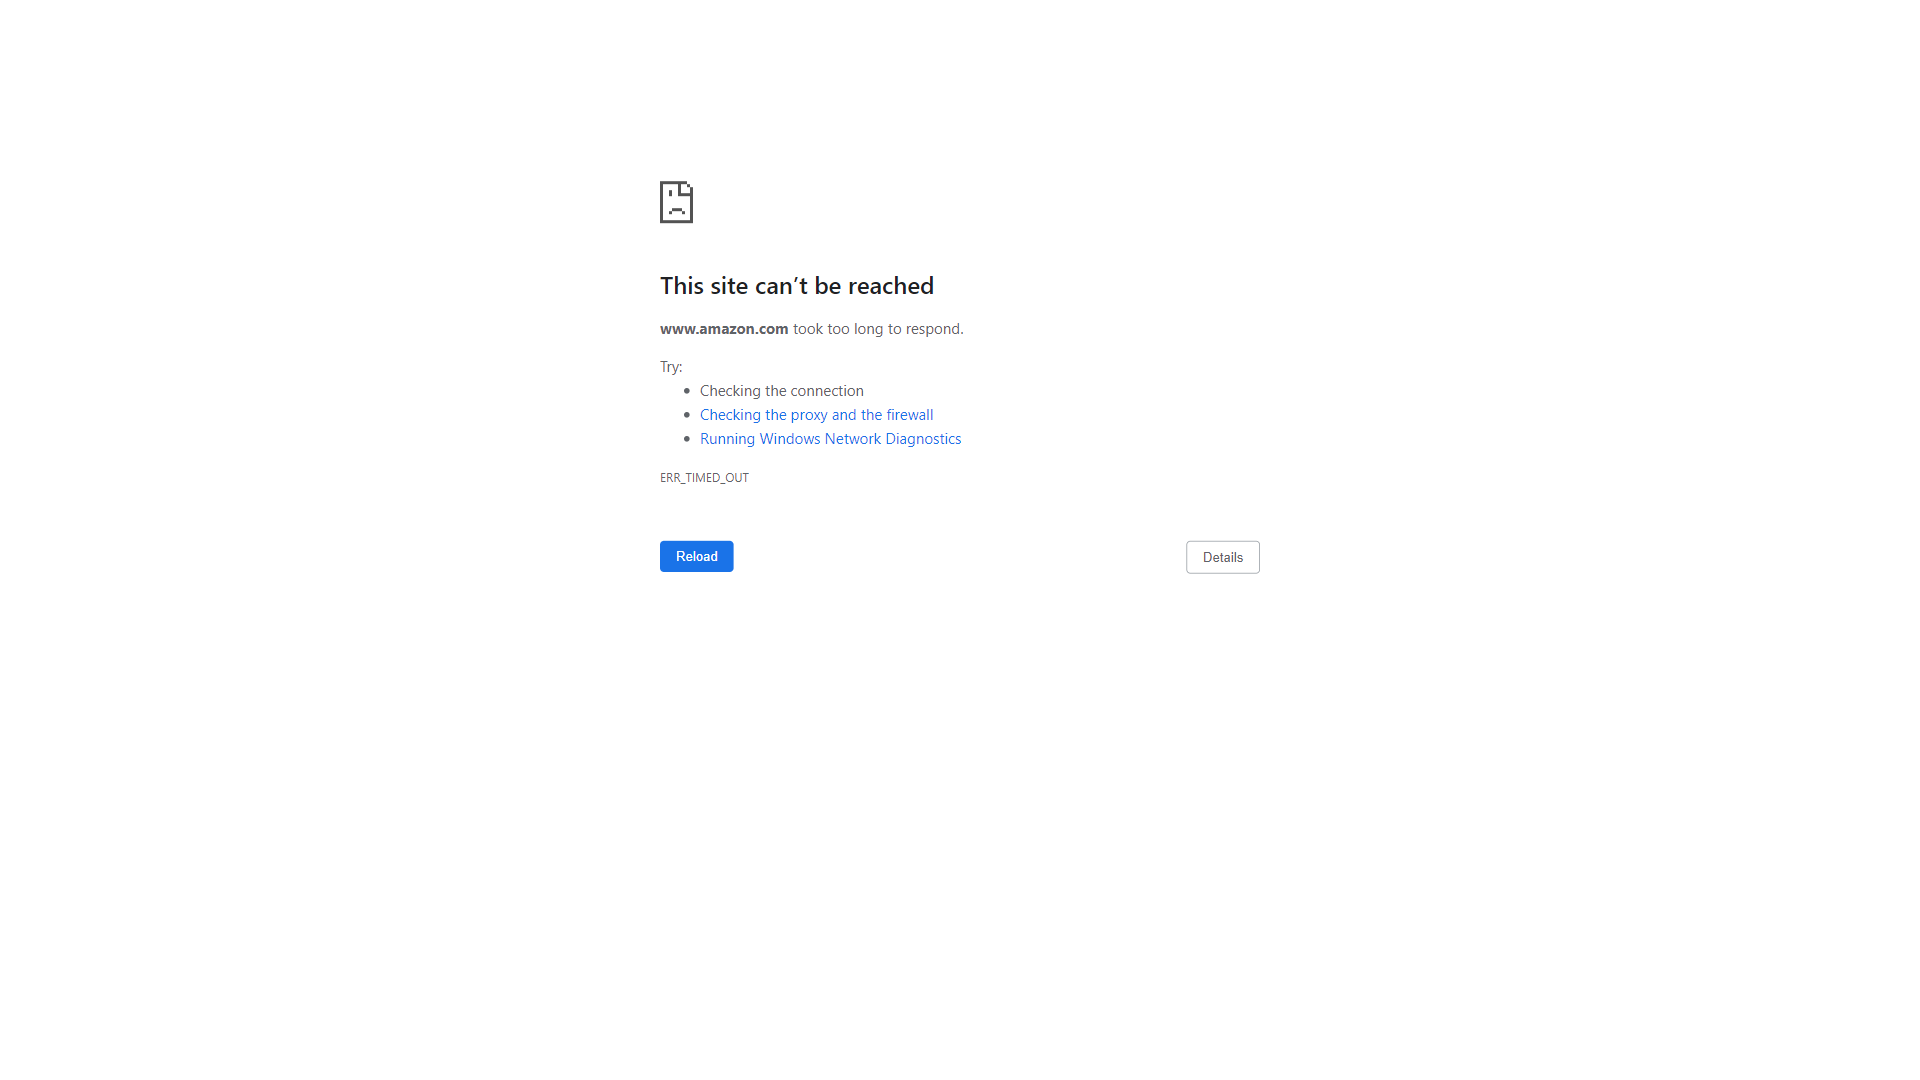 This site can’t be reached
www.amazon.com took too long to respond.
Try:
• Checking the connection
• Checking the proxy and the firewall
• Running Windows Network Diagnostics
ERR_TIMED_OUT
Reload
Details